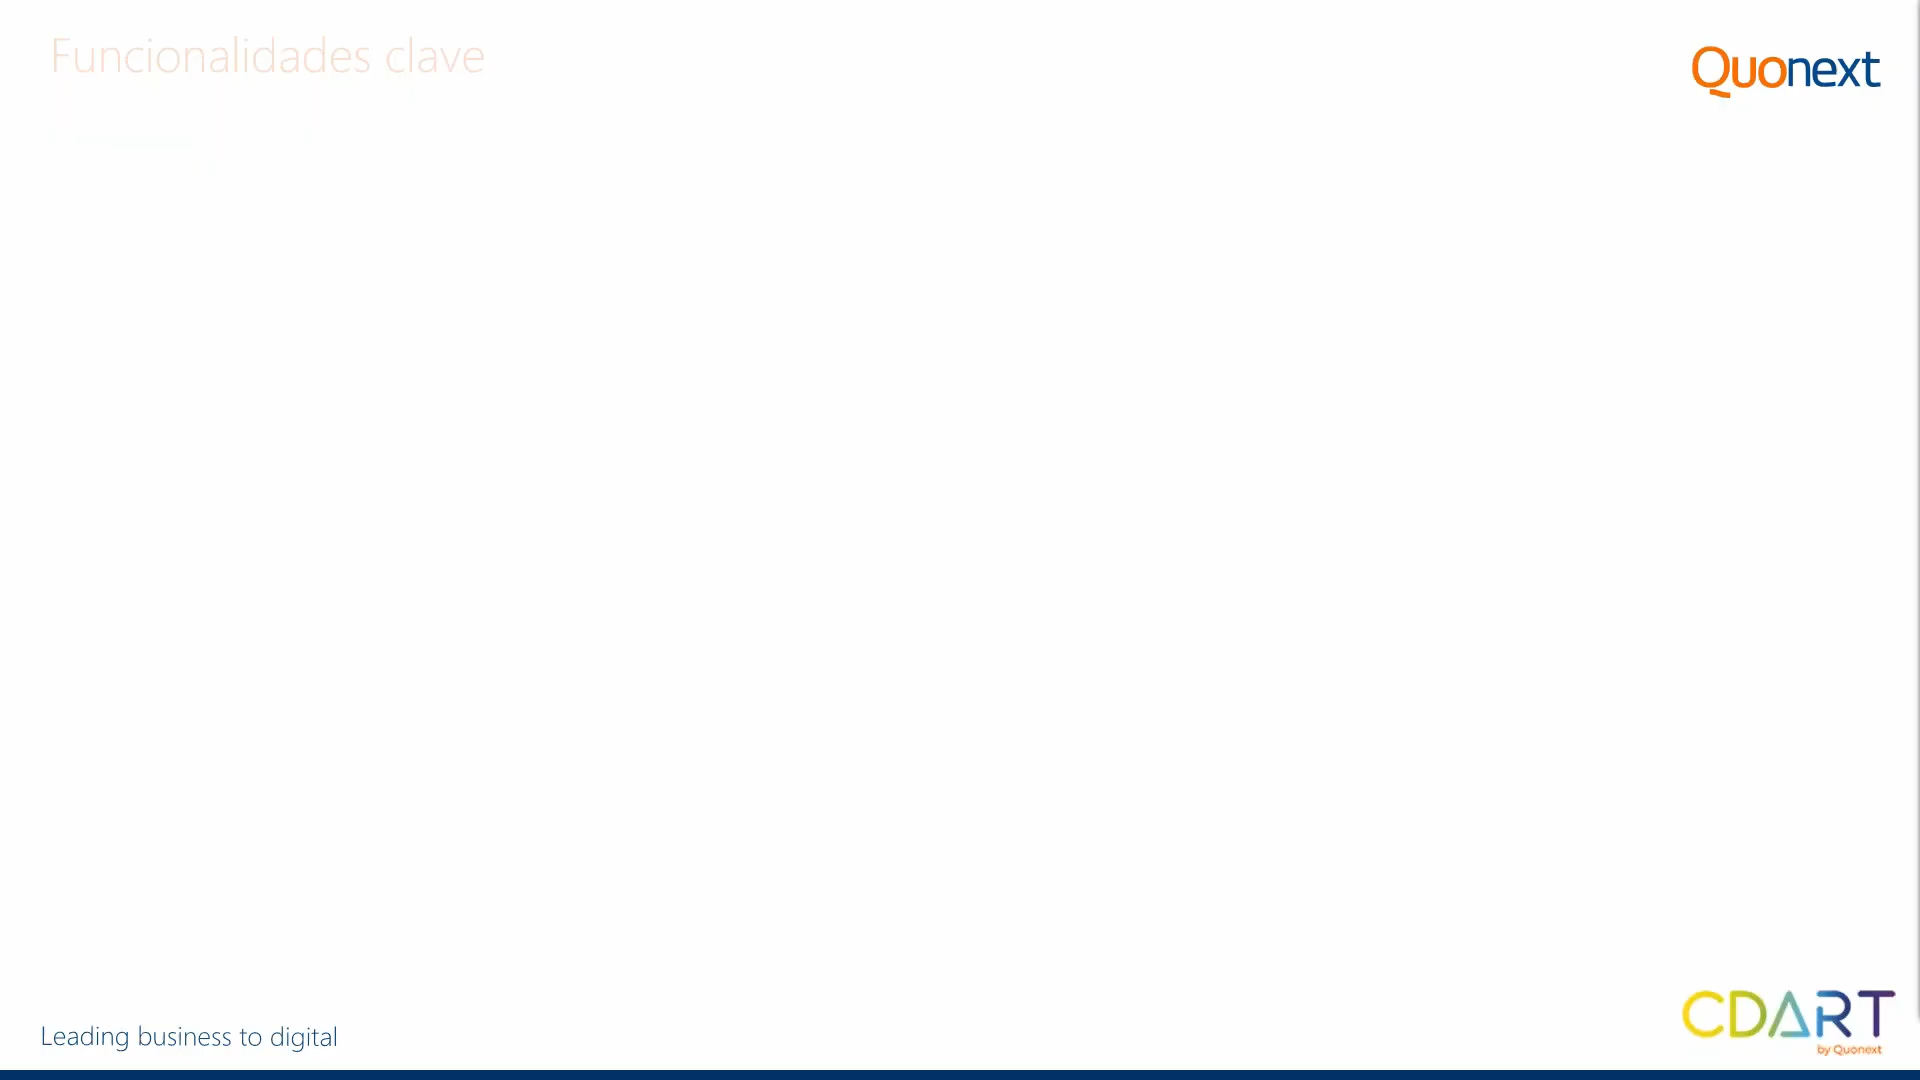 Funcionalidades clave
Quonext
Leading business to digital
CDART
by Quonext